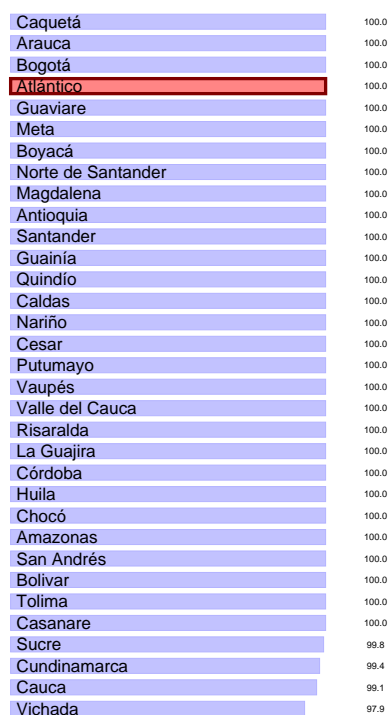 Caquetá 100.0
Arauca 100.0
Bogotá 100.0
Atlántico 100.0
Guaviare 100.0
Meta 100.0
Boyacá 100.0
Norte de Santander 100.0
Magdalena 100.0
Antioquia 100.0
Santander 100.0
Guainía 100.0
Quindío 100.0
Caldas 100.0
Nariño 100.0
Cesar 100.0
Putumayo 100.0
Vaupés 100.0
Valle del Cauca 100.0
Risaralda 100.0
La Guajira 100.0
Córdoba 100.0
Huila 100.0
Chocó 100.0
Amazonas 100.0
San Andrés 100.0
Bolivar 100.0
Tolima 100.0
Casanare 100.0
Sucre 99.8
Cundinamarca 99.4
Cauca 99.1
Vichada 97.9